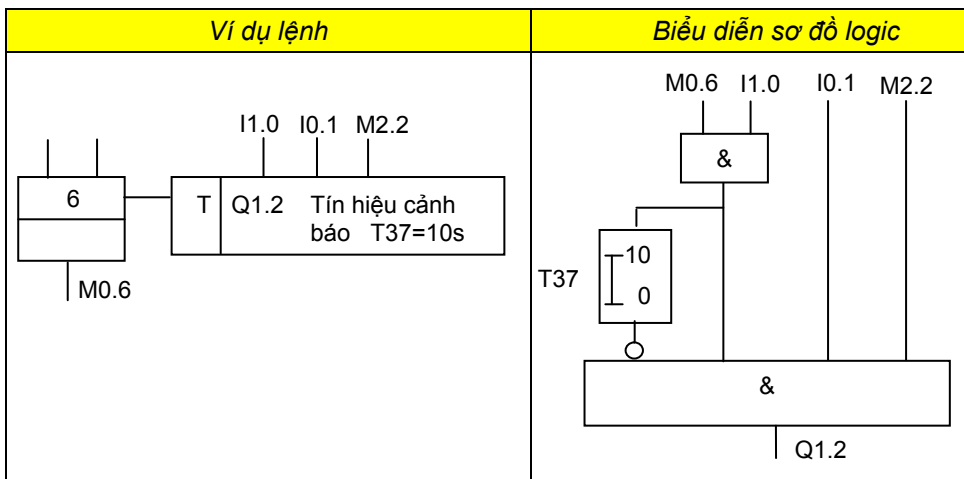 Ví dụ lệnh
Biểu diễn sơ đồ logic
I1.0 I0.1 M2.2
6
T Q1.2 Tín hiệu cảnh
báo T37=10s
M0.6
M0.6 I1.0 I0.1 M2.2
&
T37
10
0
&
Q1.2